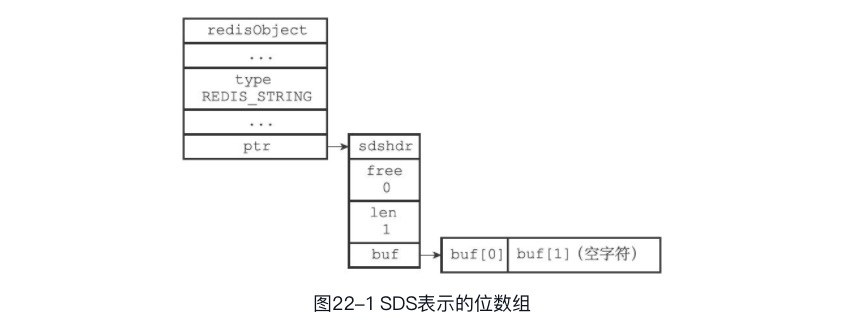 redisObject
...
type
REDIS_STRING
...
ptr
sdshdr
free
0
len
1
buf
buf[0]
buf[1](空字符)
图22-1 SDS表示的位数组